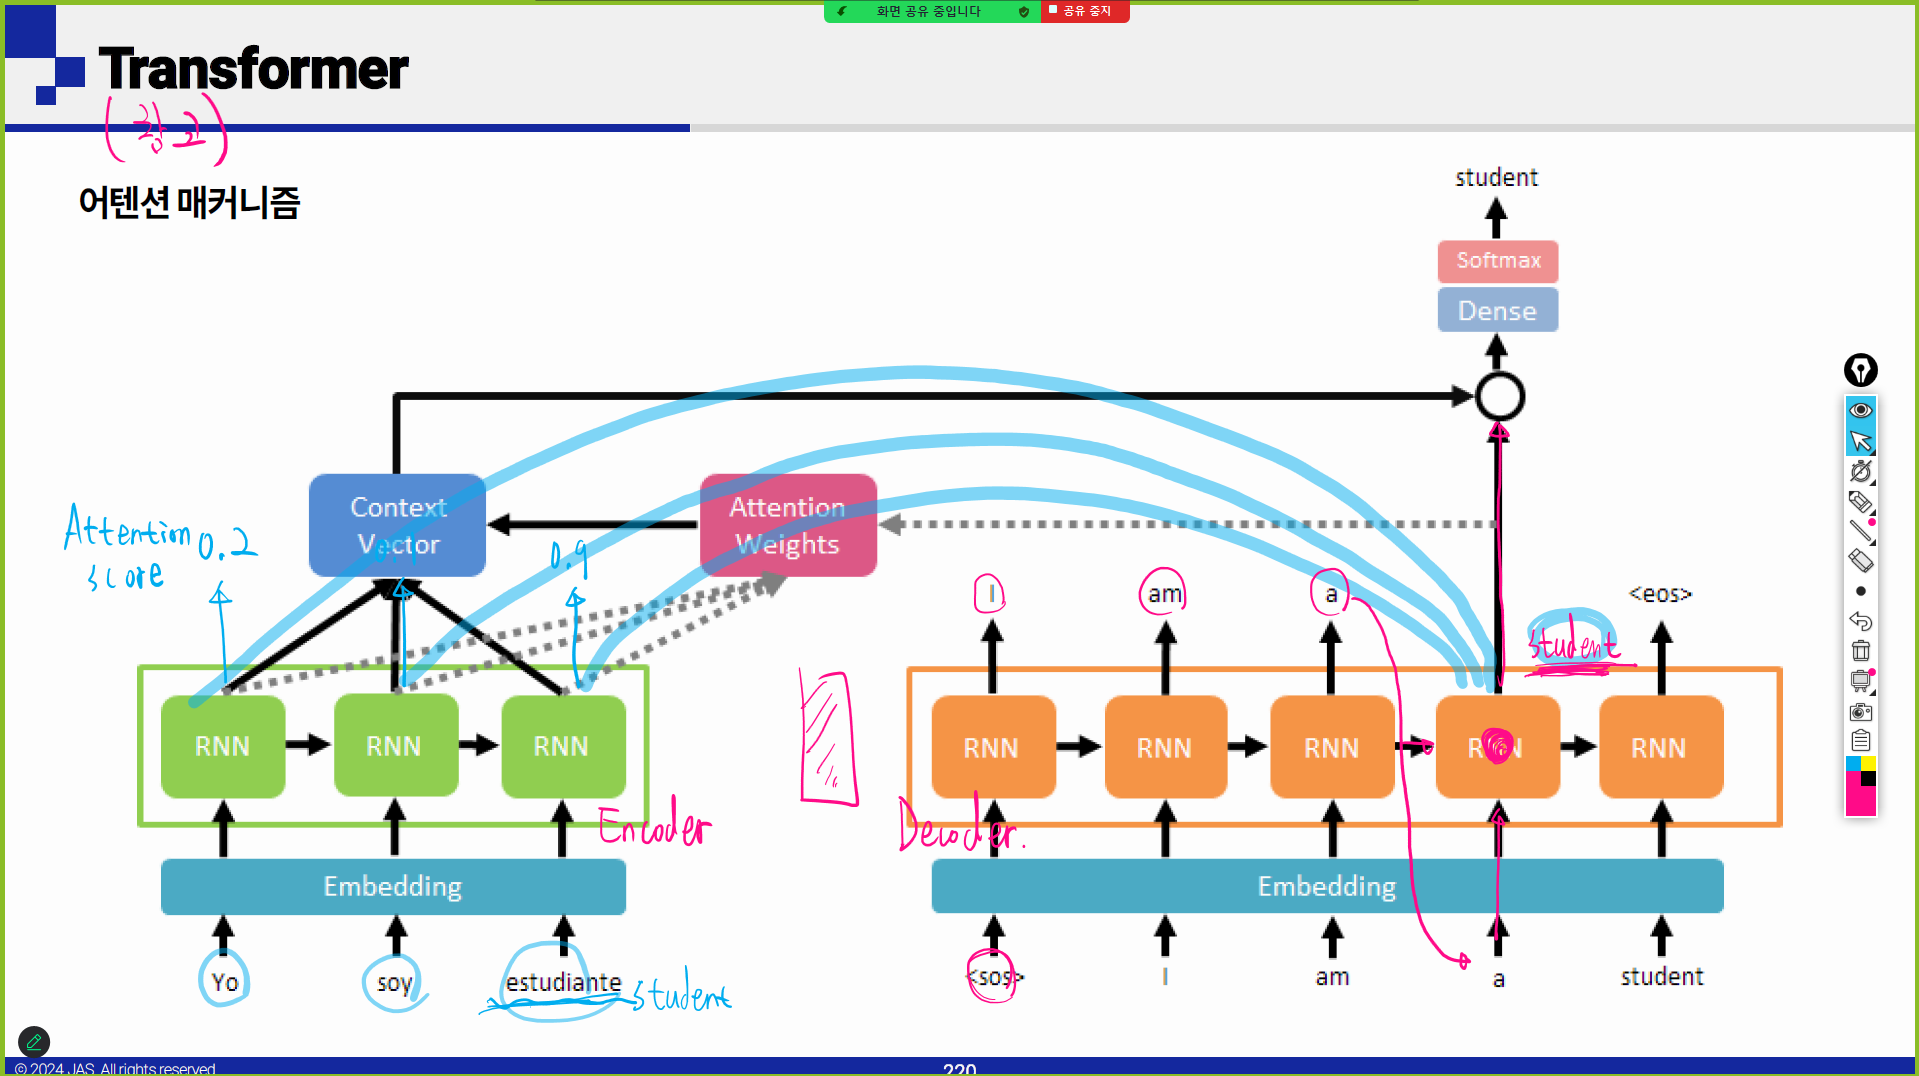 화면 공유 중입니다
공유 중지
Transformer
(참고)
어텐션 매커니즘
student
Softmax
Dense
Context
Vector
Attention
Weights
Attention
score
0.2
0.9
I
am
a
student
<eos>
RNN
RNN
RNN
RNN
RNN
RNN
RNN
RNN
Encoder
Decoder.
Embedding
Embedding
Yo
soy
estudiante
student
<sos>
I
am
a
student
© 2024 JAS. All rights reserved
220